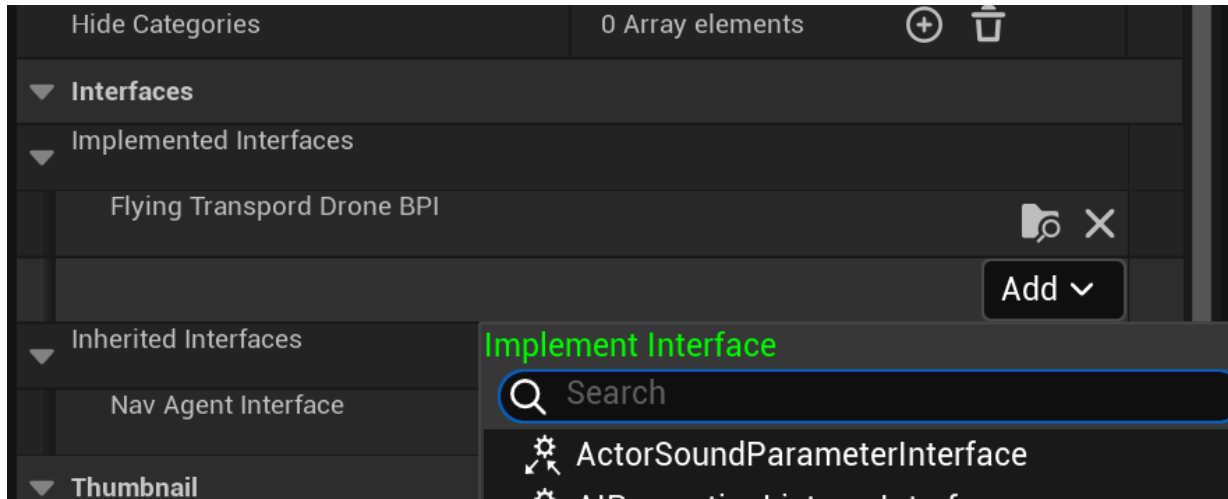 Hide Categories 0 Array elements
Interfaces
Implemented Interfaces
Flying Transpord Drone BPI
Add
Inherited Interfaces
Implement Interface
Search
Nav Agent Interface
ActorSoundParameterInterface
Thumbnail